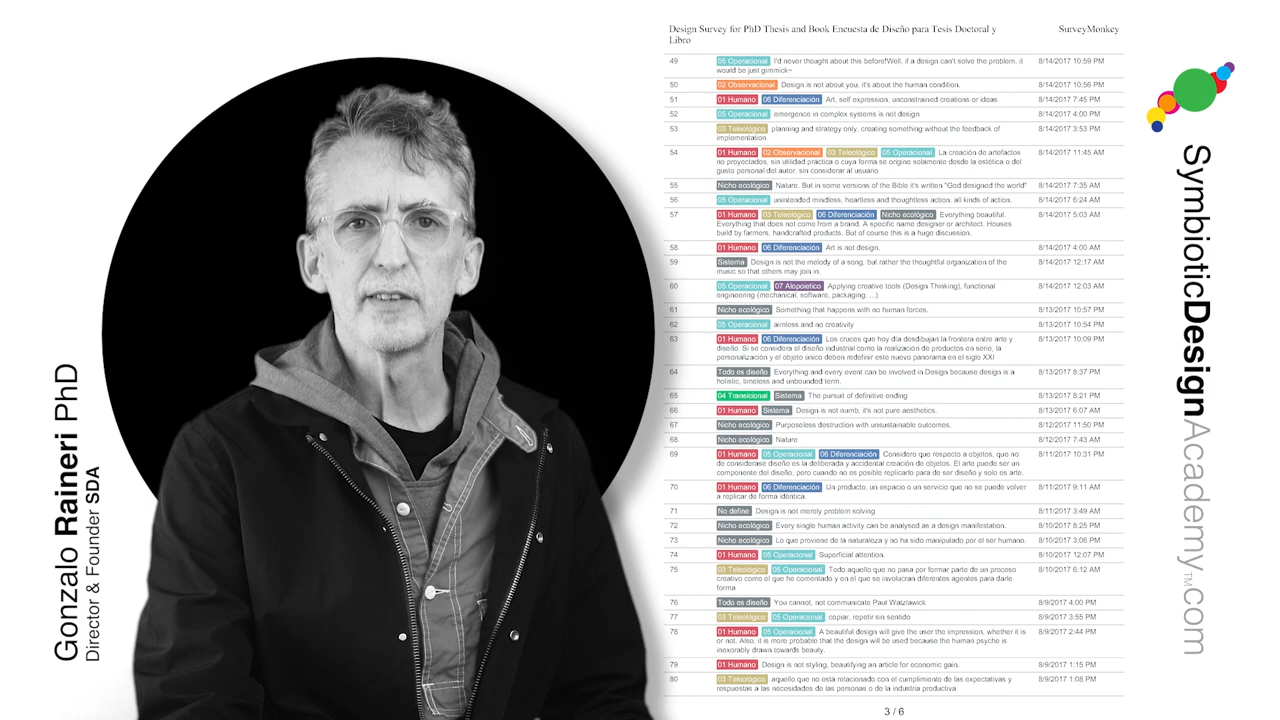 Gonzalo Raineri PhD
Director & Founder SDA
Design Survey for PhD Thesis and Book Encuesta de Diseño para Tesis Doctoral y
Libro
SurveyMonkey
49 05 Operacional I'd never thought about this before!Well, if a design can't solve the problem, it 8/14/2017 10:59 PM
would be just gimmick~
50 02 Observacional Design is not about you, it's about the human condition. 8/14/2017 10:56 PM
51 01 Humano 06 Diferenciación Art, self expression, unconstrained creations or ideas 8/14/2017 7:45 PM
52 05 Operacional emergence in complex systems is not design 8/14/2017 4:00 PM
53 03 Teleológico planning and strategy only, creating something without the feedback of 8/14/2017 3:53 PM
implementation
54 01 Humano 02 Observacional 03 Teleológico 05 Operacional La creación de artefactos 8/14/2017 11:45 AM
no proyectados, sin utilidad práctica o cuya forma se origine solamente desde la estética o del
gusto personal del autor, sin considerar al usuario
55 Nicho ecológico Nature. But in some versions of the Bible it's written "God designed the world" 8/14/2017 7:35 AM
56 05 Operacional unintended mindless, heartless and thoughtless action. all kinds of action. 8/14/2017 6:24 AM
57 01 Humano 03 Teleológico 06 Diferenciación Nicho ecológico Everything beautiful. 8/14/2017 5:03 AM
Everything that does not come from a brand. A specific name designer or architect. Houses
build by farmers, handcrafted products. But of course this is a huge discussion.
58 01 Humano 06 Diferenciación Art is not design. 8/14/2017 4:00 AM
59 Sistema Design is not the melody of a song, but rather the thoughtful organization of the 8/14/2017 12:17 AM
music so that others may join in.
60 05 Operacional 07 Alopoietico Applying creative tools (Design Thinking), functional 8/14/2017 12:03 AM
engineering (mechanical, software, packaging, ...)
61 Nicho ecológico Something that happens with no human forces. 8/13/2017 10:57 PM
62 05 Operacional aimless and no creativity 8/13/2017 10:54 PM
63 01 Humano 06 Diferenciación Los cruces que hoy día desdibujan la frontera entre arte y 8/13/2017 10:09 PM
diseño. Si se considera el diseño industrial como la realización de productos en serie, la
personalización y el objeto único deben redefinir este nuevo panorama en el siglo XXI
64 Todo es diseño Everything and every event can be involved in Design because design is a 8/13/2017 8:37 PM
holistic, timeless and unbounded term.
65 04 Transicional Sistema The pursuit of definitive ending 8/13/2017 8:21 PM
66 01 Humano Sistema Design is not numb, it's not pure aesthetics. 8/13/2017 6:07 AM
67 Nicho ecológico Purposeless destruction with unsustainable outcomes. 8/12/2017 11:50 PM
68 Nicho ecológico Nature 8/12/2017 7:43 AM
69 01 Humano 05 Operacional 06 Diferenciación Considero que respecto a objetos, que no 8/11/2017 10:31 PM
de considerase diseño es la deliberada y accidental creación de objetos. El arte puede ser un
componente del diseño, pero cuando no es posible replicarlo para de ser diseño y solo es arte.
70 01 Humano 06 Diferenciación Un producto, un espacio o un servicio que no se puede volver 8/11/2017 9:11 AM
a replicar de forma idéntica.
71 No define Design is not merely problem solving 8/11/2017 3:49 AM
72 Nicho ecológico Every single human activity can be analysed as a design manifestation. 8/10/2017 8:25 PM
73 Nicho ecológico Lo que proviene de la naturaleza y no ha sido manipulado por el ser humano. 8/10/2017 3:06 PM
74 01 Humano 05 Operacional Superficial attention. 8/10/2017 12:07 PM
75 03 Teleológico 05 Operacional Todo aquello que no pasa por formar parte de un proceso 8/10/2017 6:12 AM
creativo como el que he comentado y en el que se involucran diferentes agentes para darle
forma
76 Todo es diseño You cannot, not communicate Paul Watzlawick 8/9/2017 4:00 PM
77 03 Teleológico 05 Operacional copiar, repetir sin sentido 8/9/2017 3:55 PM
78 01 Humano 05 Operacional A beautiful design will give the user the impression, whether it is 8/9/2017 2:44 PM
or not. Also, it is more probable that the design will be used because the human psyche is
inexorably drawn towards beauty.
79 01 Humano Design is not styling, beautifying an article for economic gain. 8/9/2017 1:15 PM
80 03 Teleológico aquello que no está relacionado con el cumplimiento de las expectativas y 8/9/2017 1:08 PM
respuestas a las necesidades de las personas o de la industria productiva
3 / 6
SymbioticDesignAcademy™.com